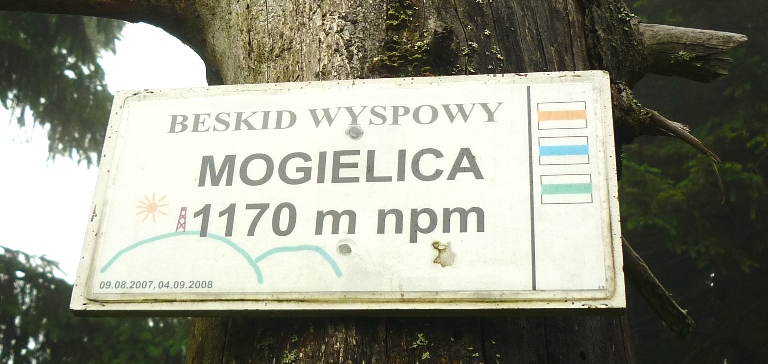 BESKID WYSPOWY
MOGIELICA
1170 m npm
09.08.2007, 04.09.2008